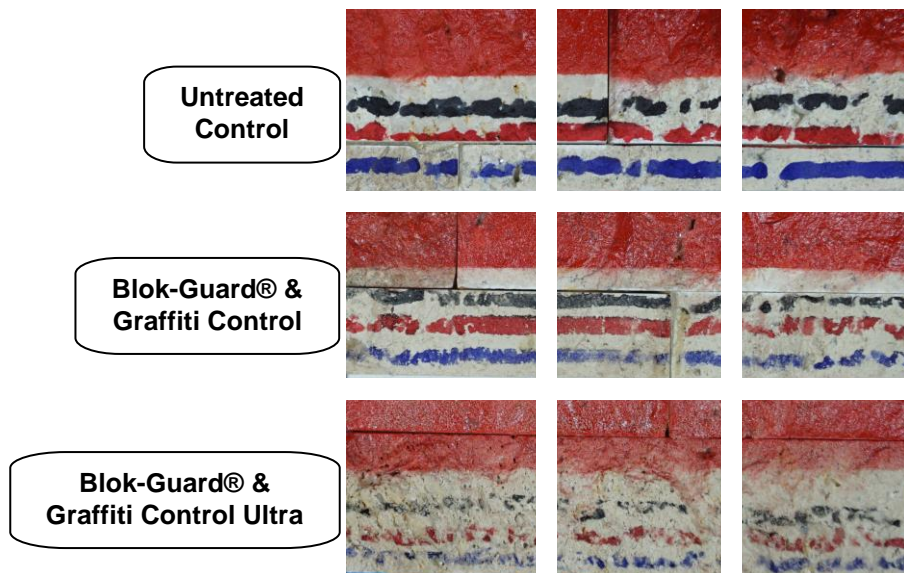 Untreated
Control
Blok-Guard® &
Graffiti Control
Blok-Guard® &
Graffiti Control Ultra